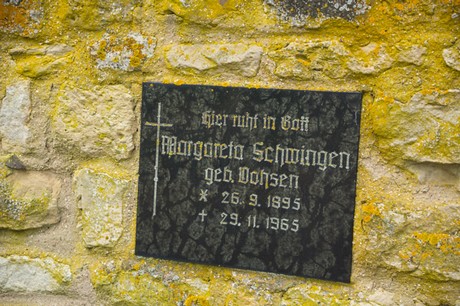 Hier ruht in Gott
Margareta Schwingen
geb. Dohsen
* 26. 9. 1895
† 29. 11. 1965